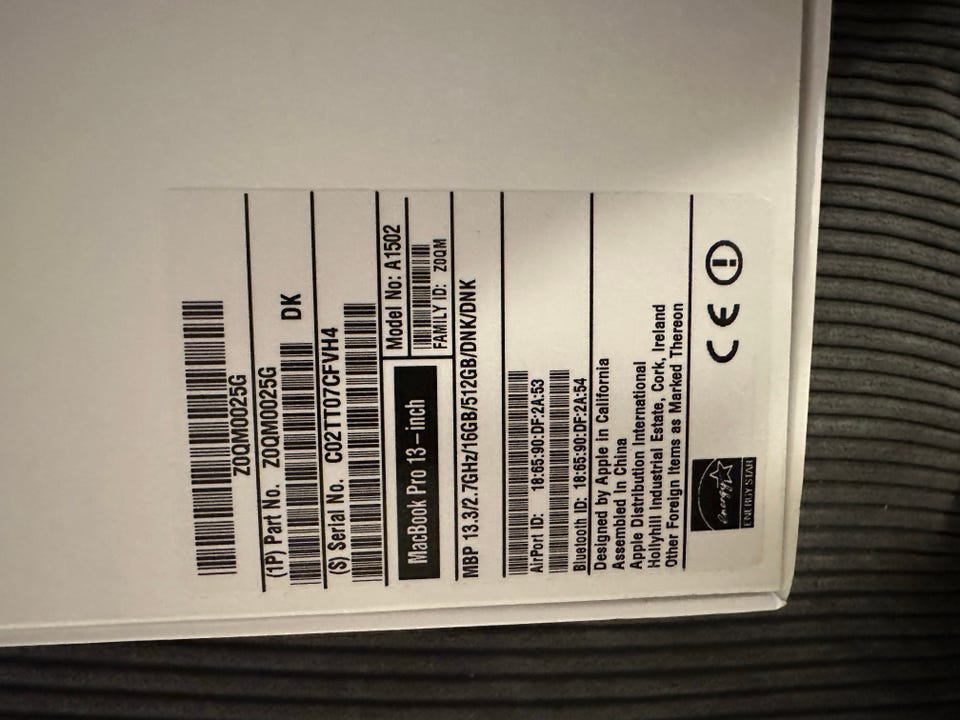 Z0QM0025G
(1P) Part No. Z0QM0025G DK
(S) Serial No. C02TT07CFVH4
MacBook Pro 13-inch
Model No: A1502
FAMILY ID: Z0QM
MBP 13.3/2.7GHz/16GB/512GB/DNK/DNK
AirPort ID: 18:65:90:DF:2A:53
Bluetooth ID: 18:65:90:DF:2A:54
Designed by Apple in California
Assembled in China
Apple Distribution International
Hollyhill Industrial Estate, Cork, Ireland
Other Foreign Items as Marked Thereon
energy
ENERGY STAR
CE